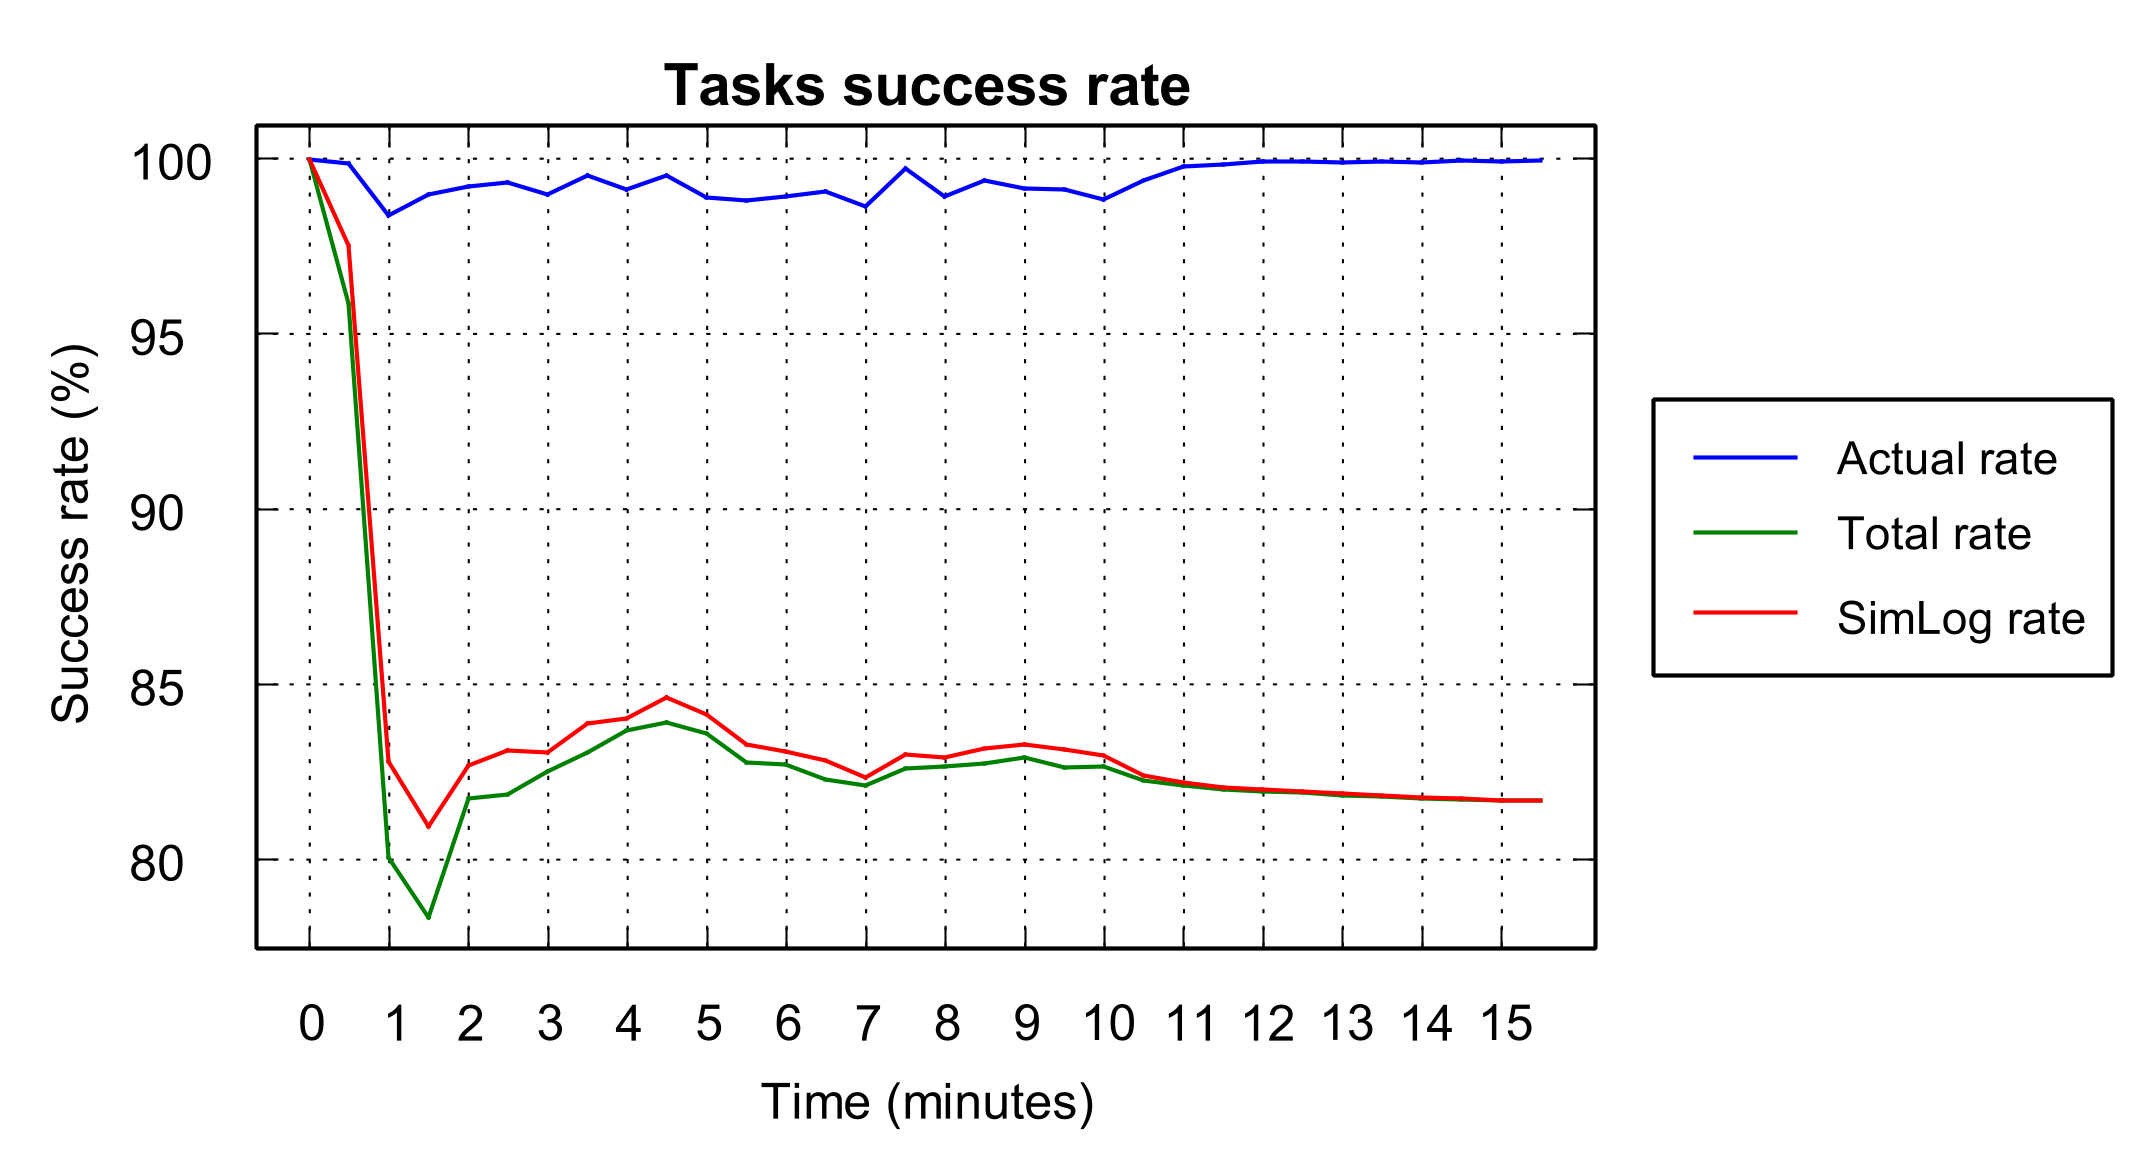 Tasks success rate
100
95
90
85
80
Success rate (%)
0 1 2 3 4 5 6 7 8 9 10 11 12 13 14 15
Time (minutes)
Actual rate
Total rate
SimLog rate